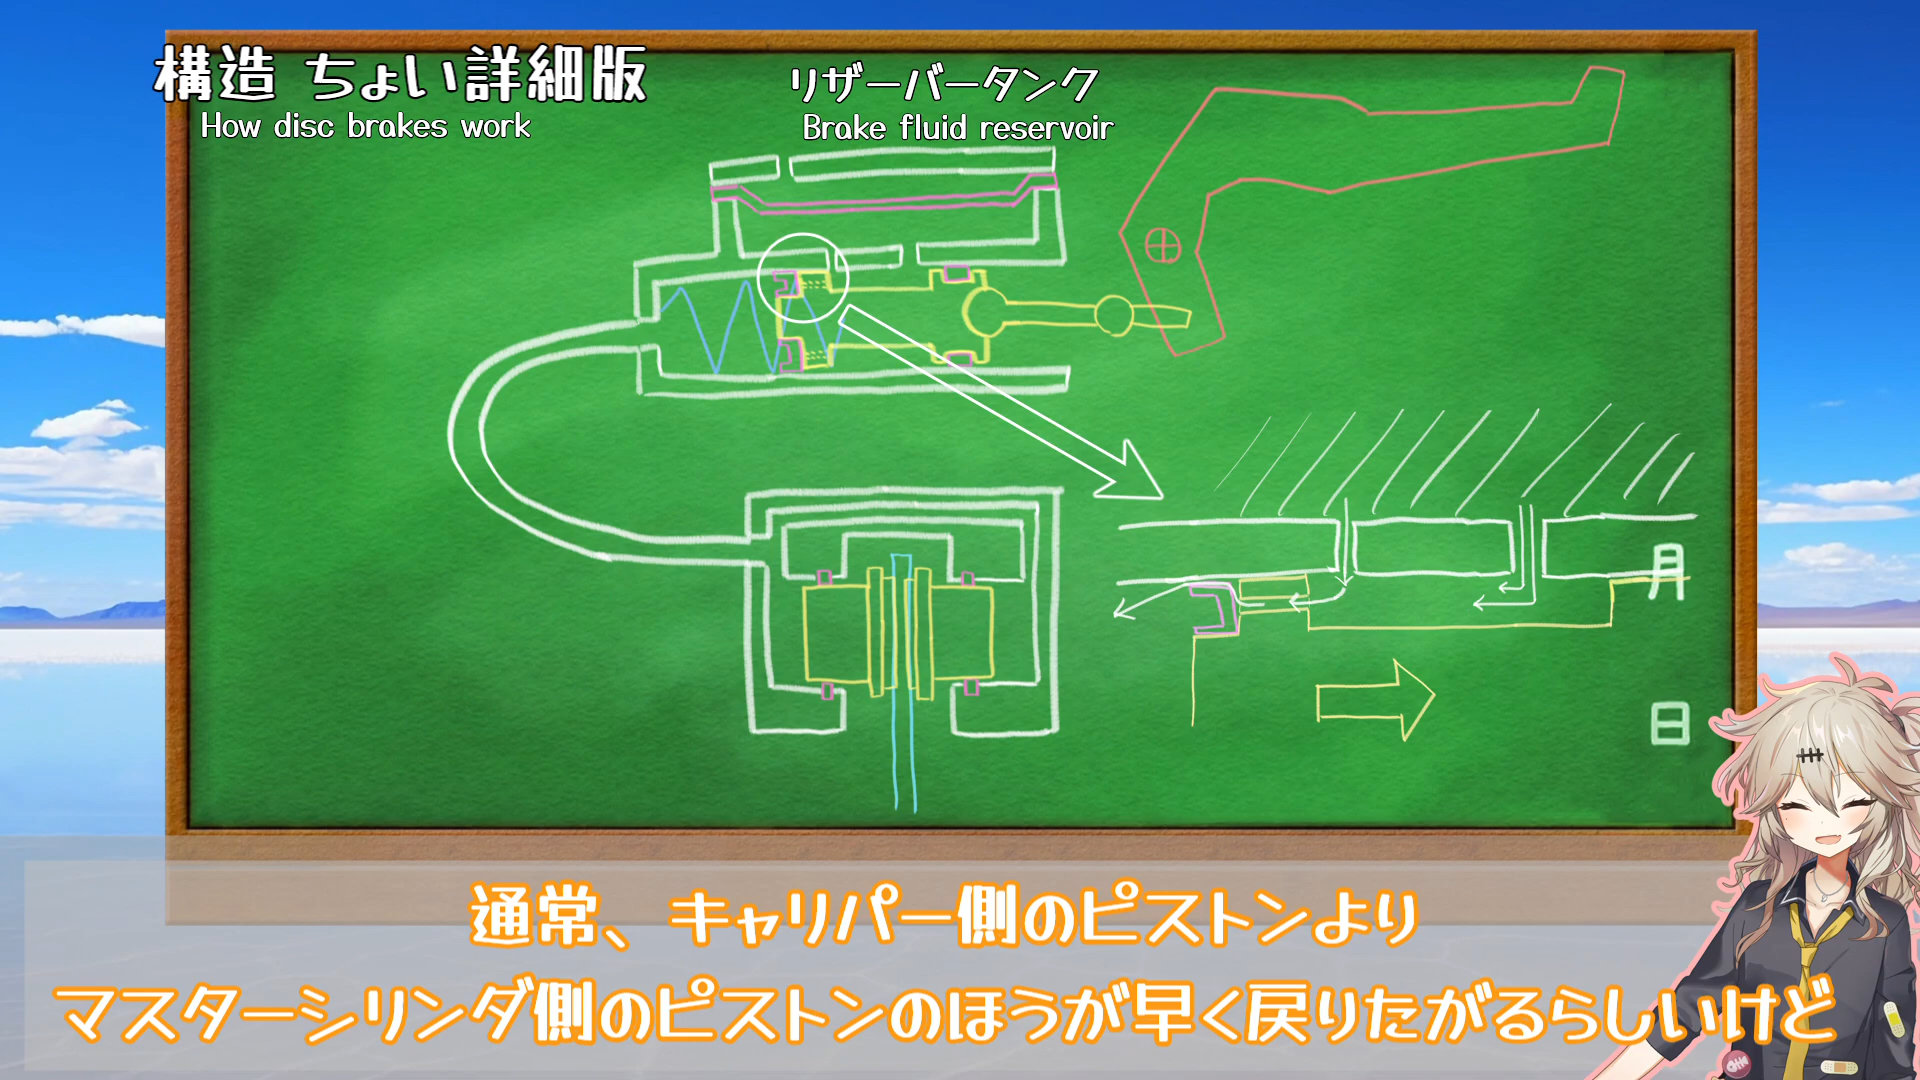 構造 ちょい詳細版
How disc brakes work
リザーバータンク
Brake fluid reservoir
月
日
通常、キャリパー側のピストンより
マスターシリンダ側のピストンのほうが早く戻りたがるらしいけど